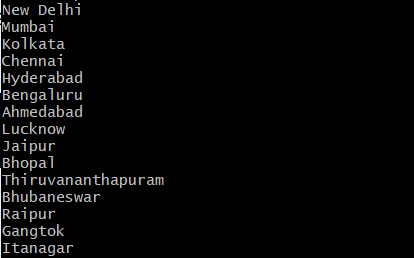 New Delhi
Mumbai
Kolkata
Chennai
Hyderabad
Bengaluru
Ahmedabad
Lucknow
Jaipur
Bhopal
Thiruvananthapuram
Bhubaneswar
Raipur
Gangtok
Itanagar